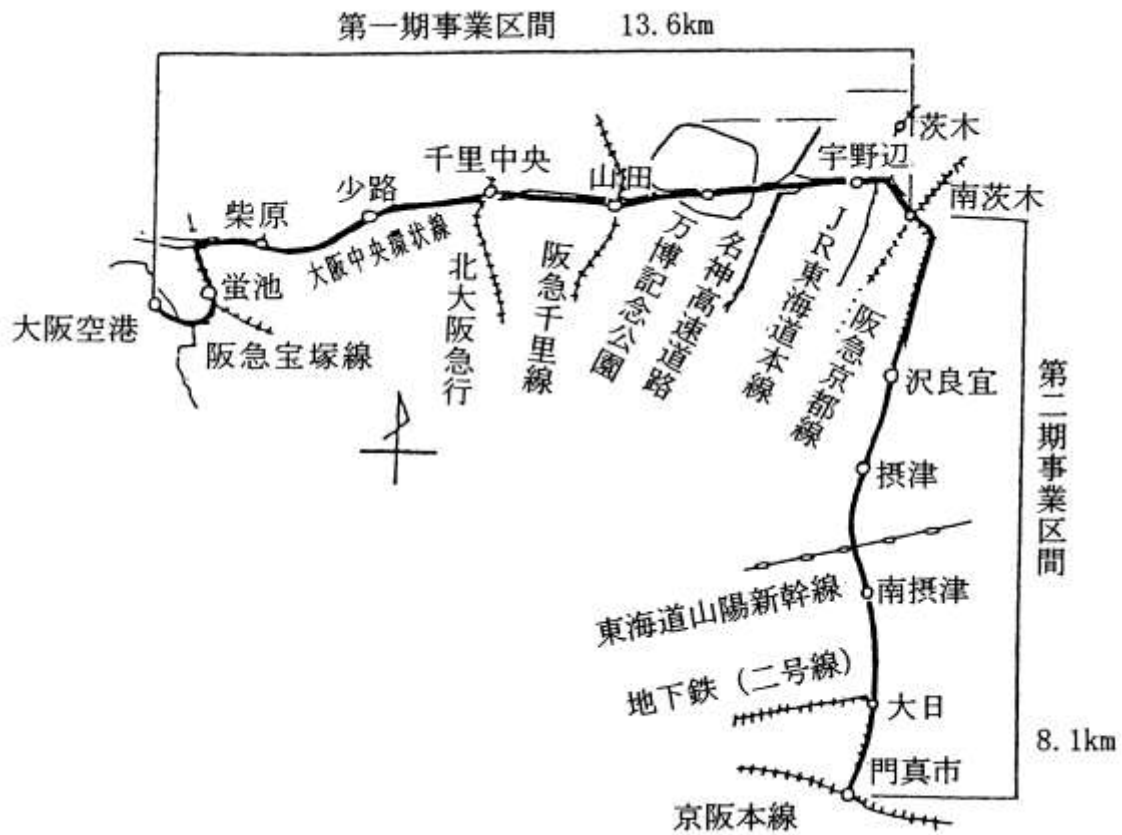 第一期事業区間 13.6km
茨木
宇野辺
南茨木
千里中央
山田
少路
柴原
大阪中央環状線
蛍池
大阪空港
阪急宝塚線
北大阪急行
阪急千里線
万博記念公園
名神高速道路
JR東海道本線
阪急京都線
沢良宜
摂津
第二期事業区間
東海道山陽新幹線
南摂津
地下鉄(二号線)
大日
8.1km
門真市
京阪本線